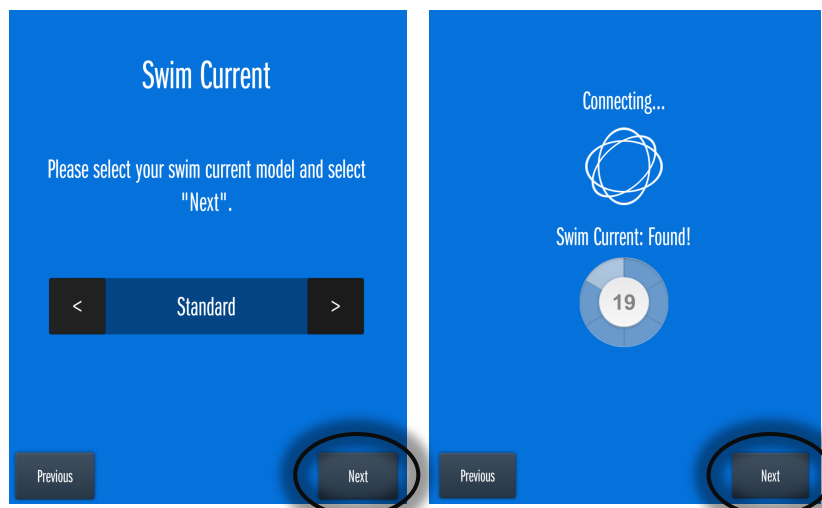 Swim Current
Please select your swim current model and select
"Next".
< Standard >
Previous Next
Connecting...
Swim Current: Found!
19
Previous Next